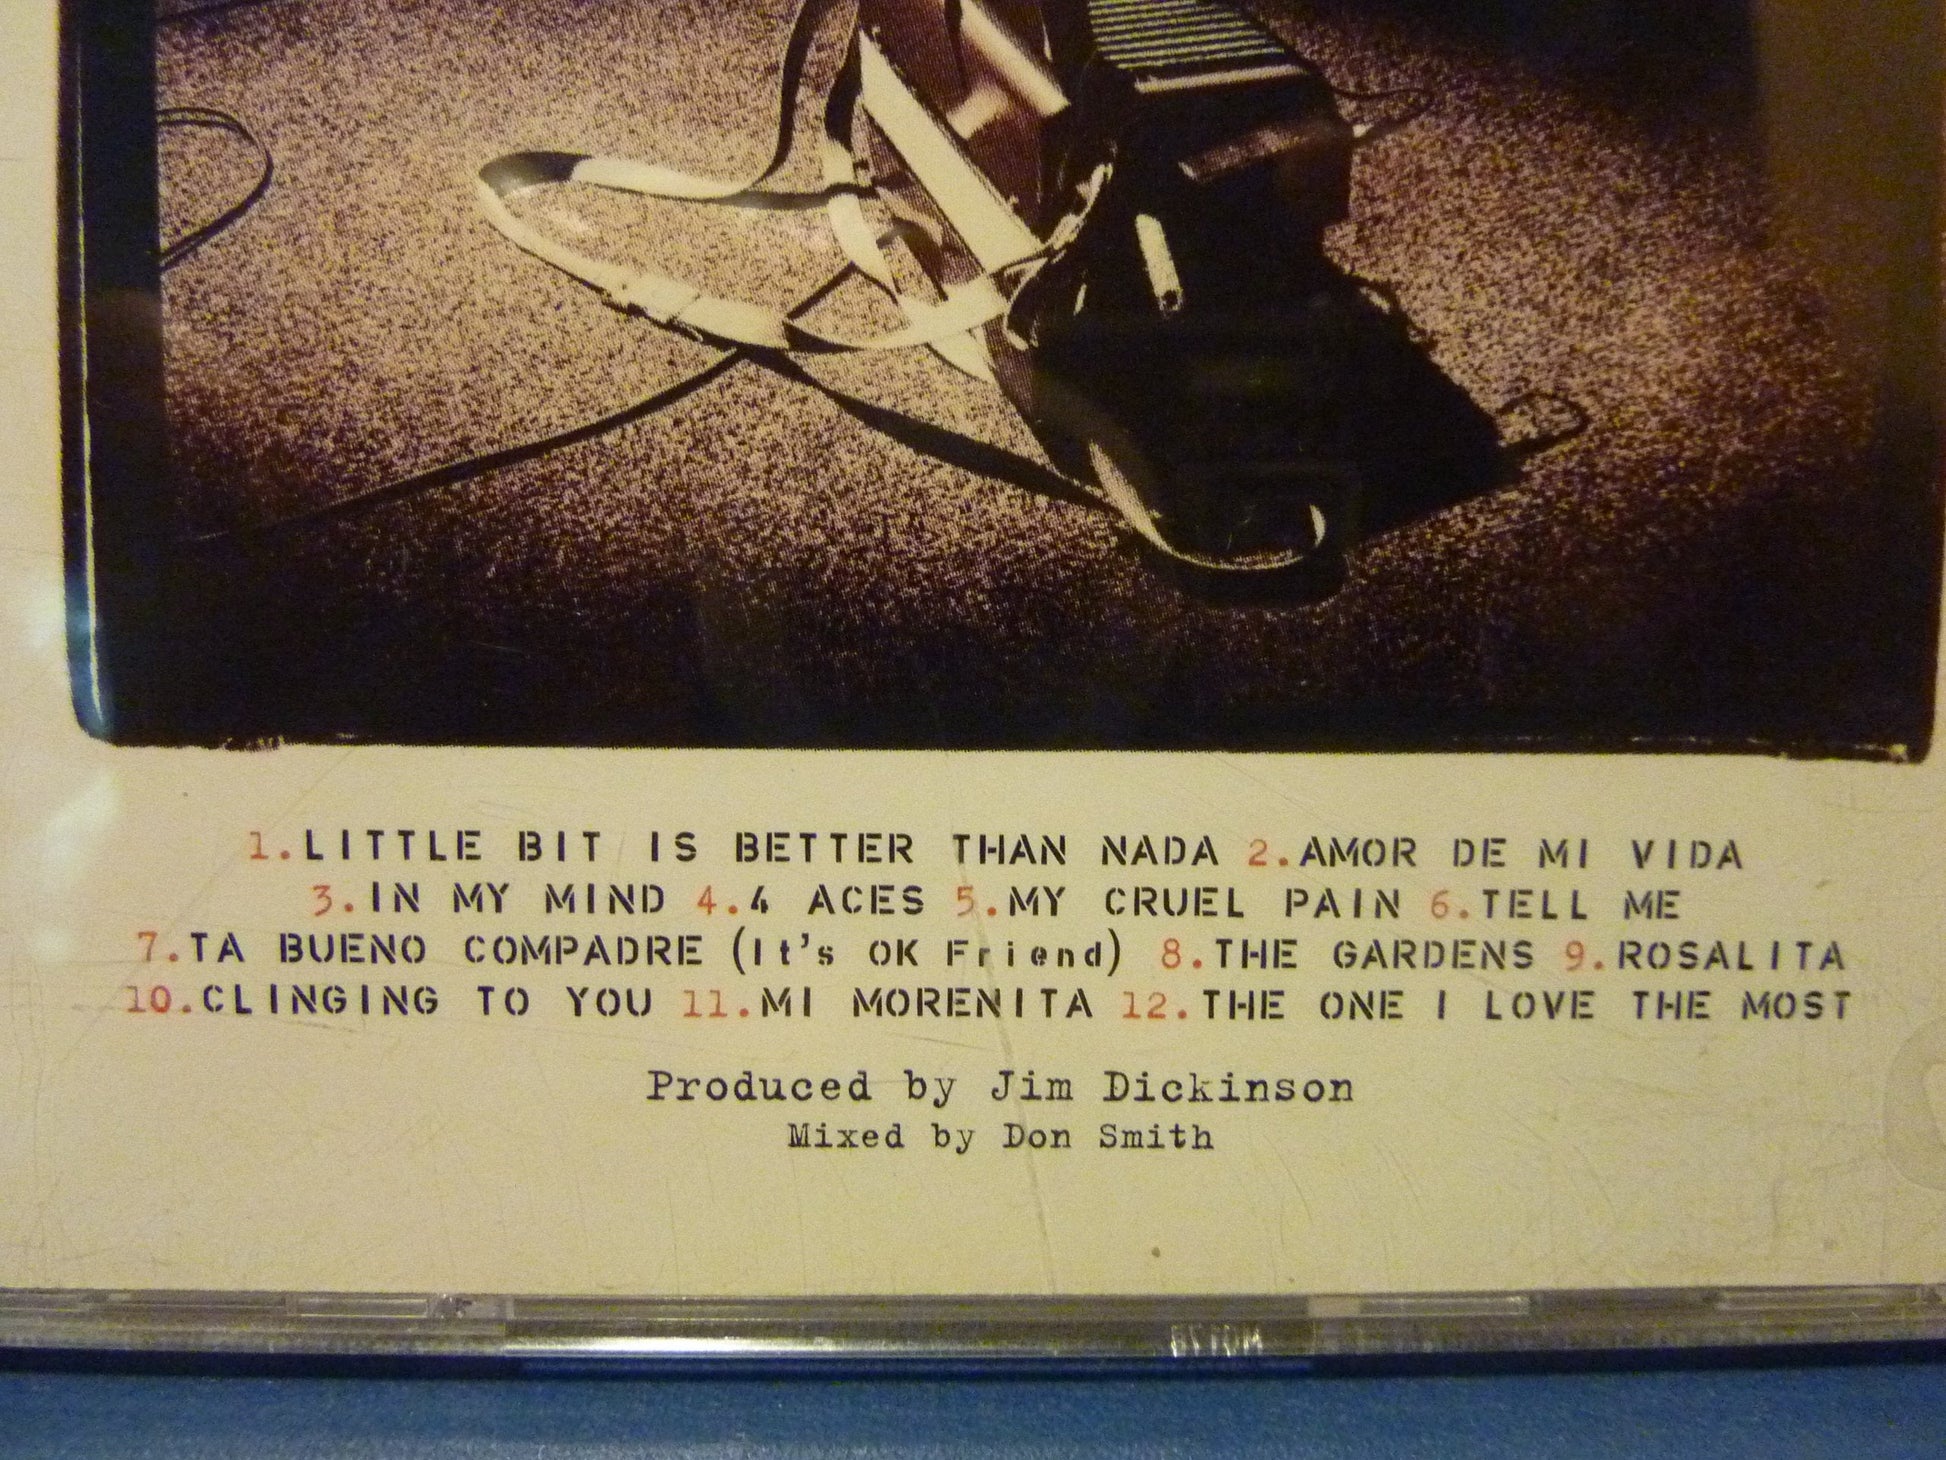 1.LITTLE BIT IS BETTER THAN NADA 2.AMOR DE MI VIDA
3.IN MY MIND 4.4 ACES 5.MY CRUEL PAIN 6.TELL ME
7.TA BUENO COMPADRE (It's OK Friend) 8.THE GARDENS 9.ROSALITA
10.CLINGING TO YOU 11.MI MORENITA 12.THE ONE I LOVE THE MOST
Produced by Jim Dickinson
Mixed by Don Smith